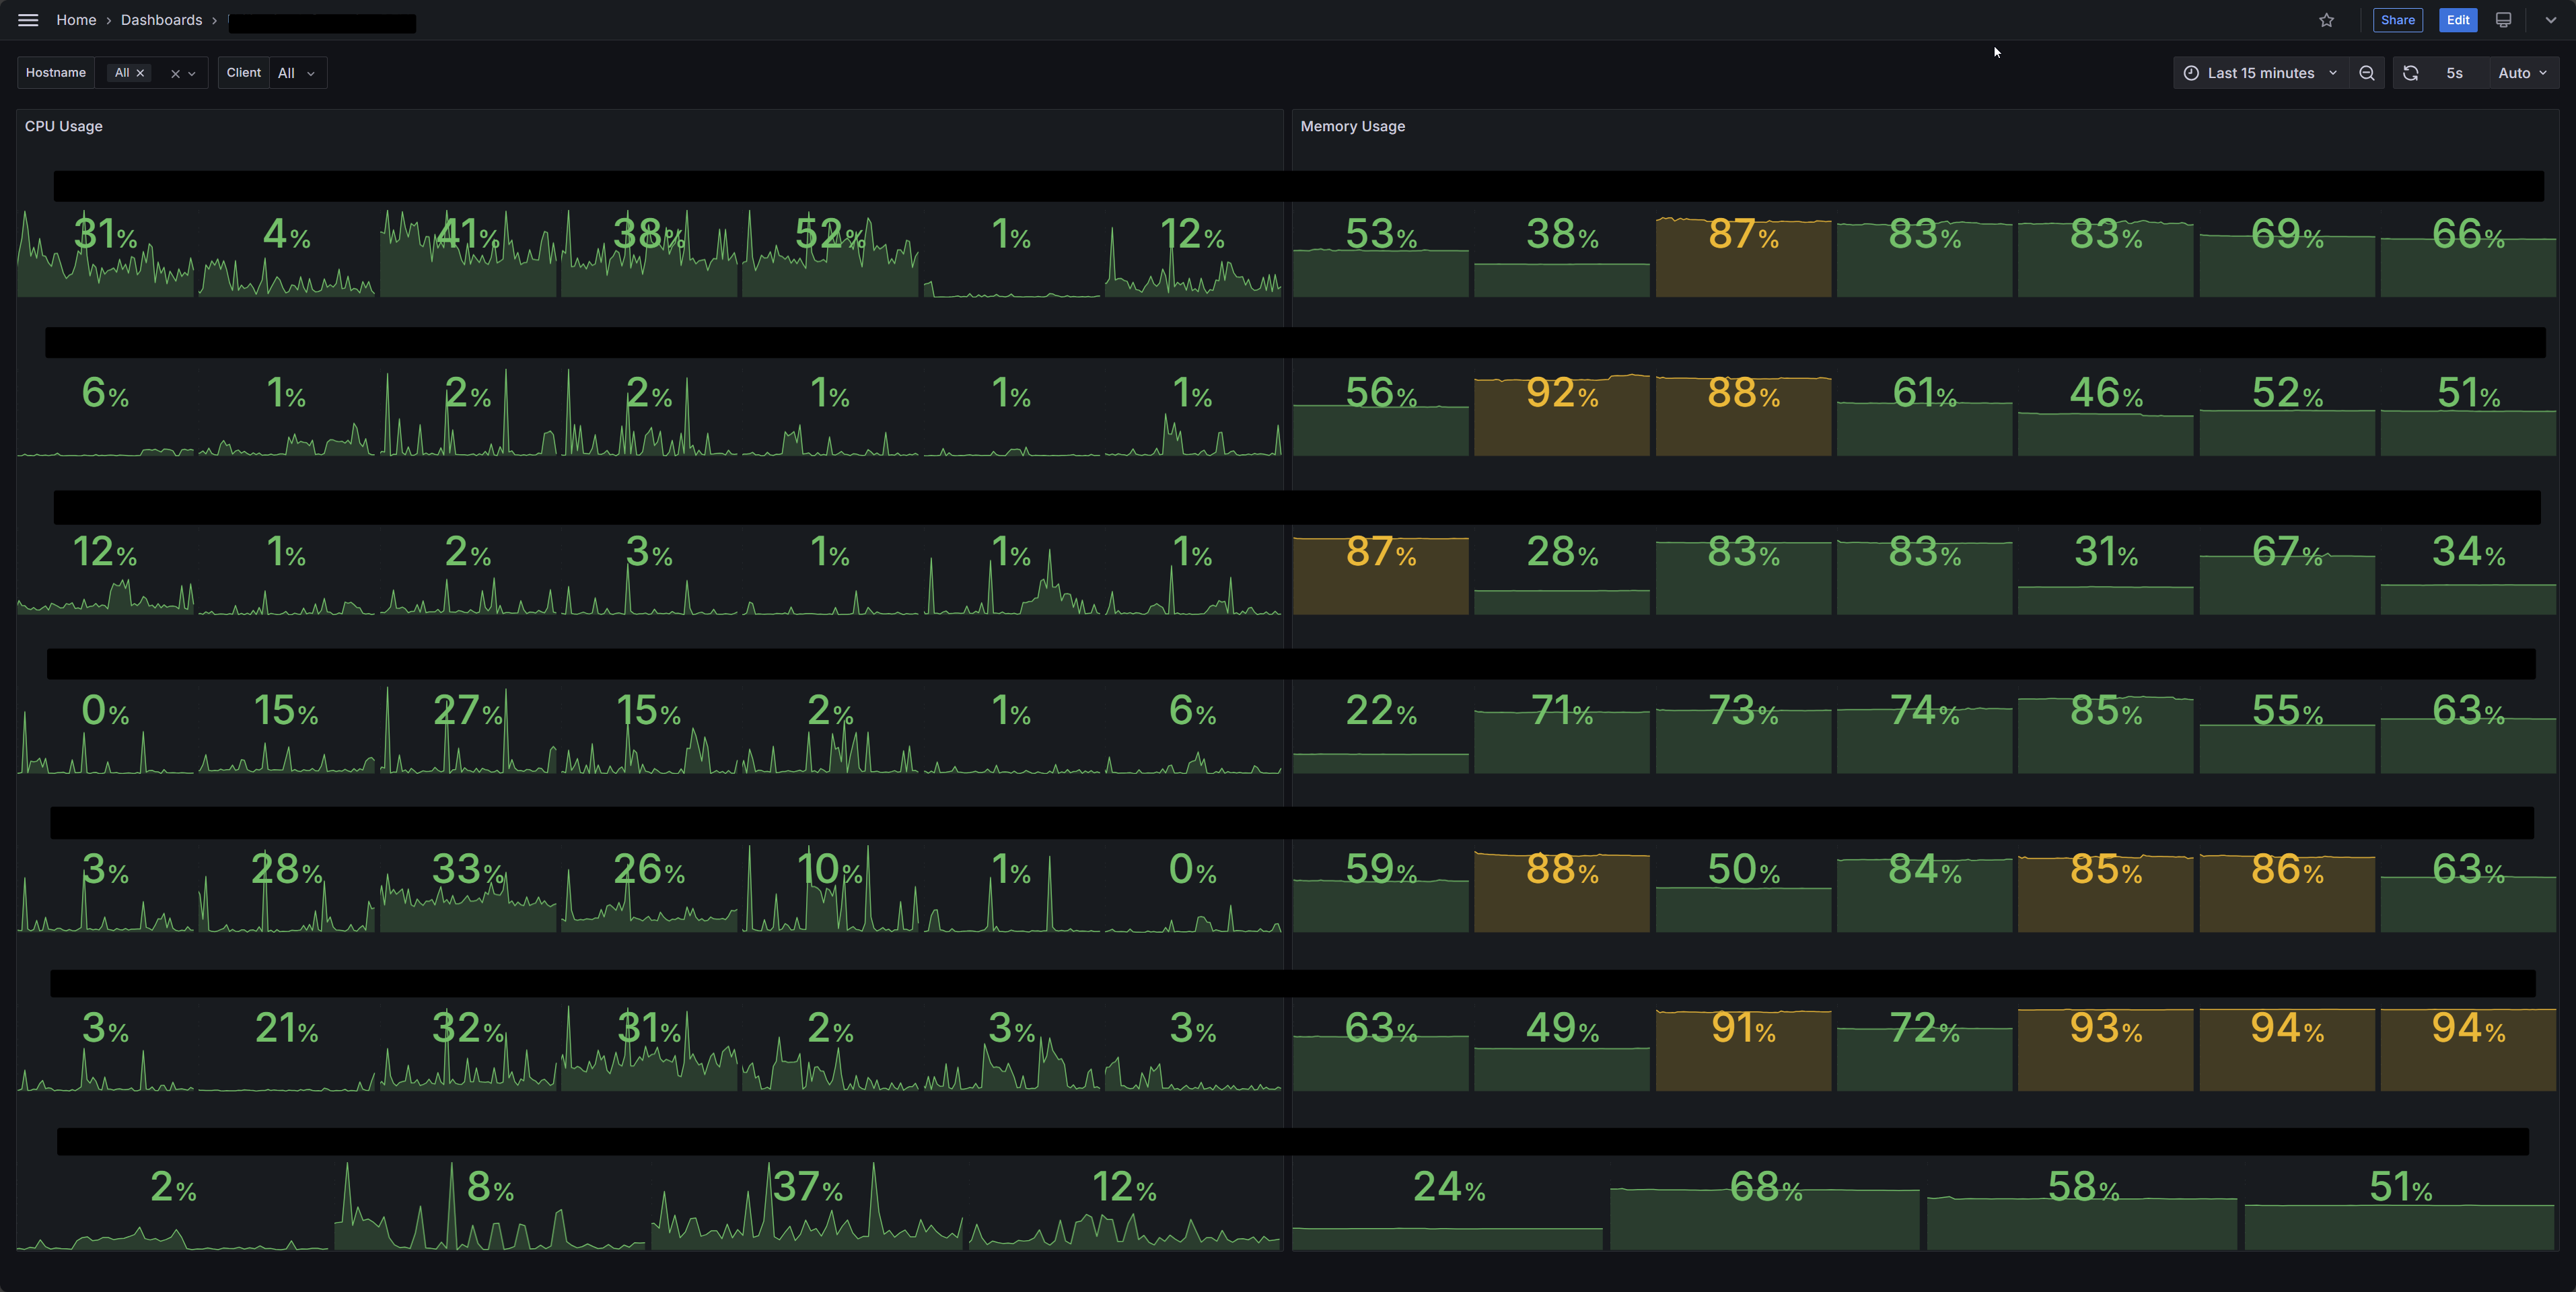 Home › Dashboards ›
Share Edit
Hostname All Client All
Last 15 minutes 5s Auto
CPU Usage Memory Usage
31% 4% 41% 38% 52% 1% 12% 53% 38% 87% 83% 83% 69% 66%
6% 1% 2% 2% 1% 1% 1% 56% 92% 88% 61% 46% 52% 51%
12% 1% 2% 3% 1% 1% 1% 87% 28% 83% 83% 31% 67% 34%
0% 15% 27% 15% 2% 1% 6% 22% 71% 73% 74% 85% 55% 63%
3% 28% 33% 26% 10% 1% 0% 59% 88% 50% 84% 85% 86% 63%
3% 21% 32% 31% 2% 3% 3% 63% 49% 91% 72% 93% 94% 94%
2% 8% 37% 12% 24% 68% 58% 51%